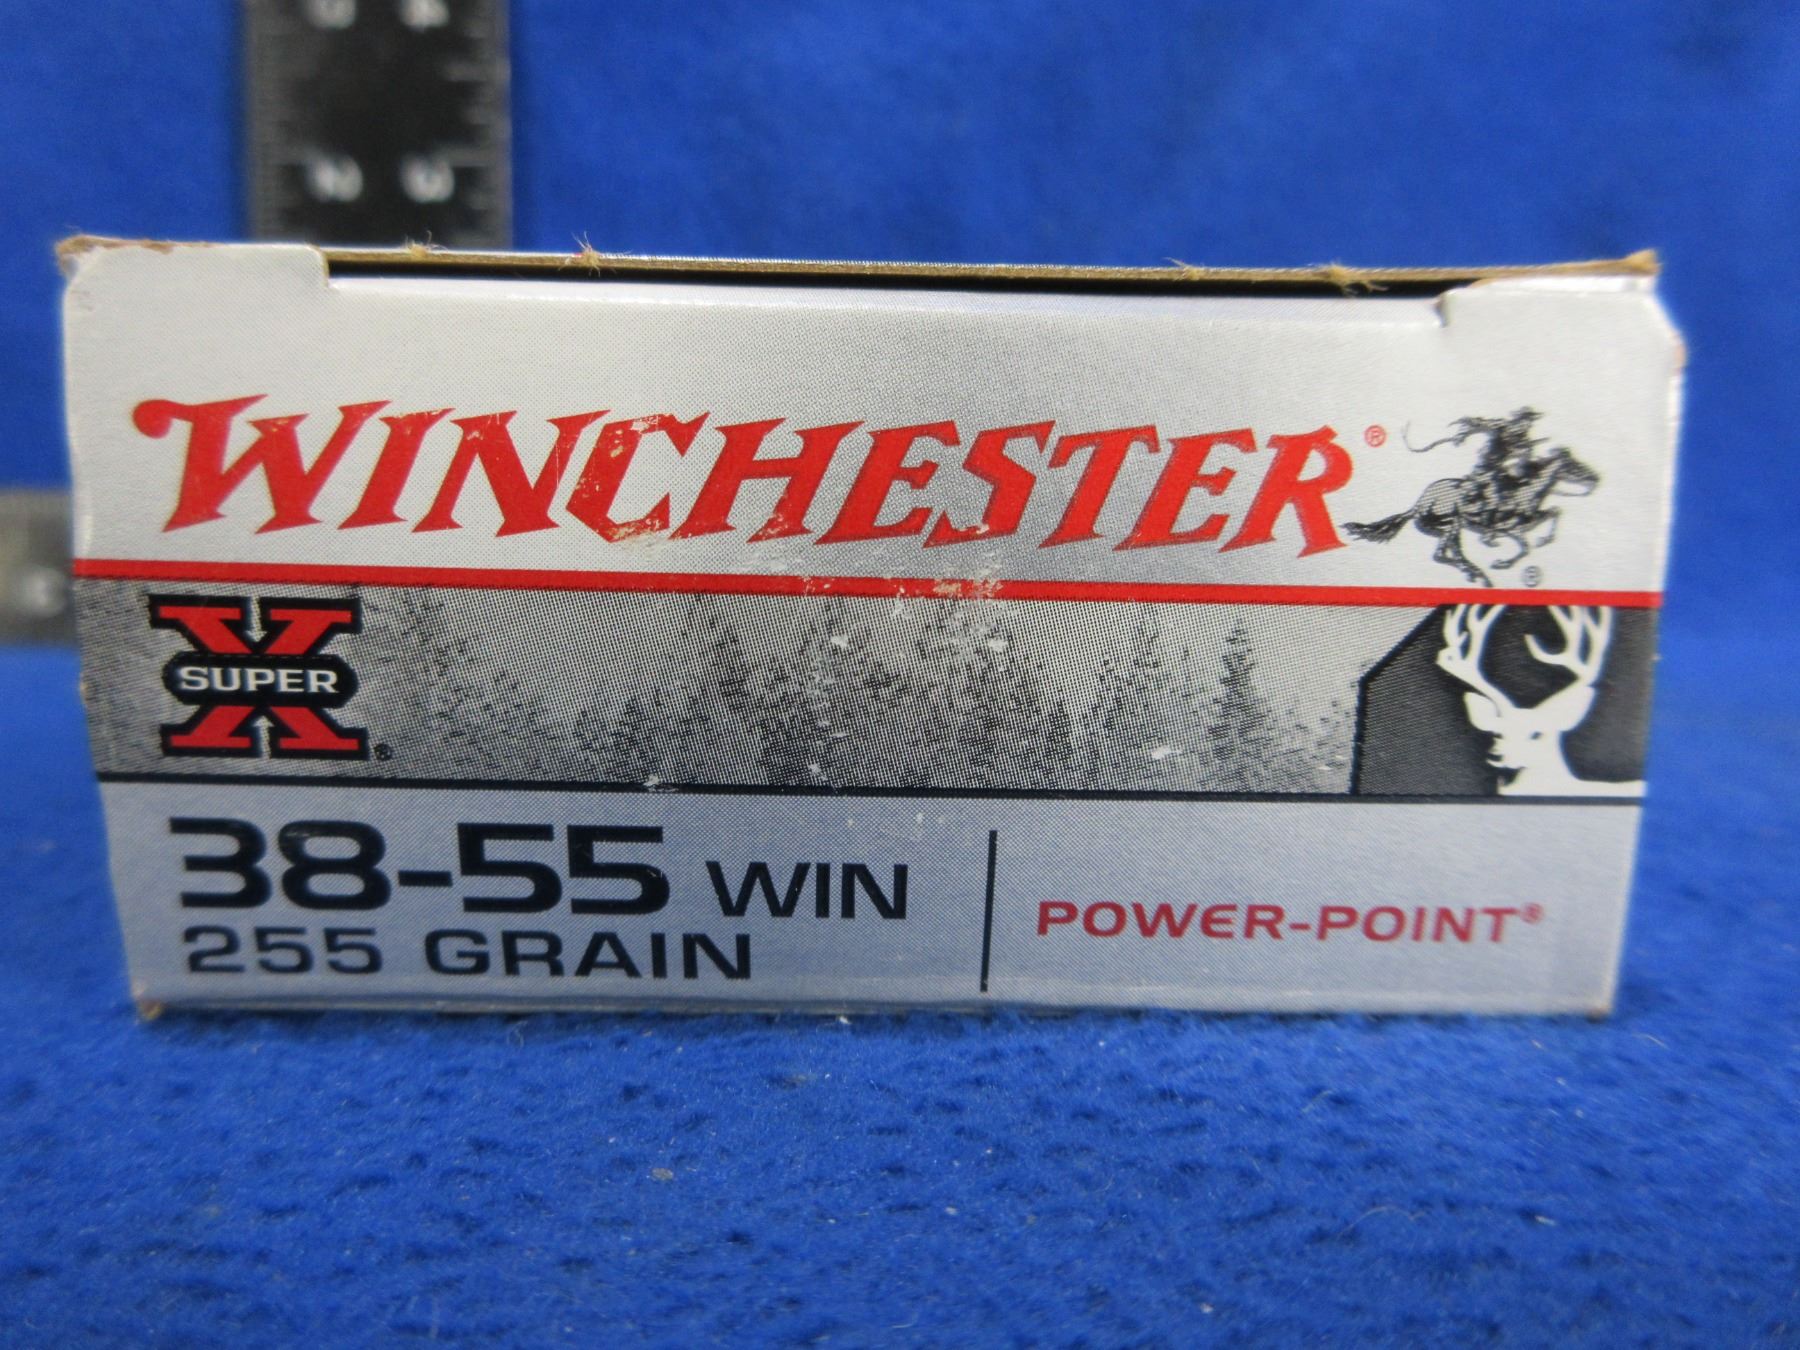 WINCHESTER®
®
SUPER X®
38-55 WIN
255 GRAIN
POWER-POINT®